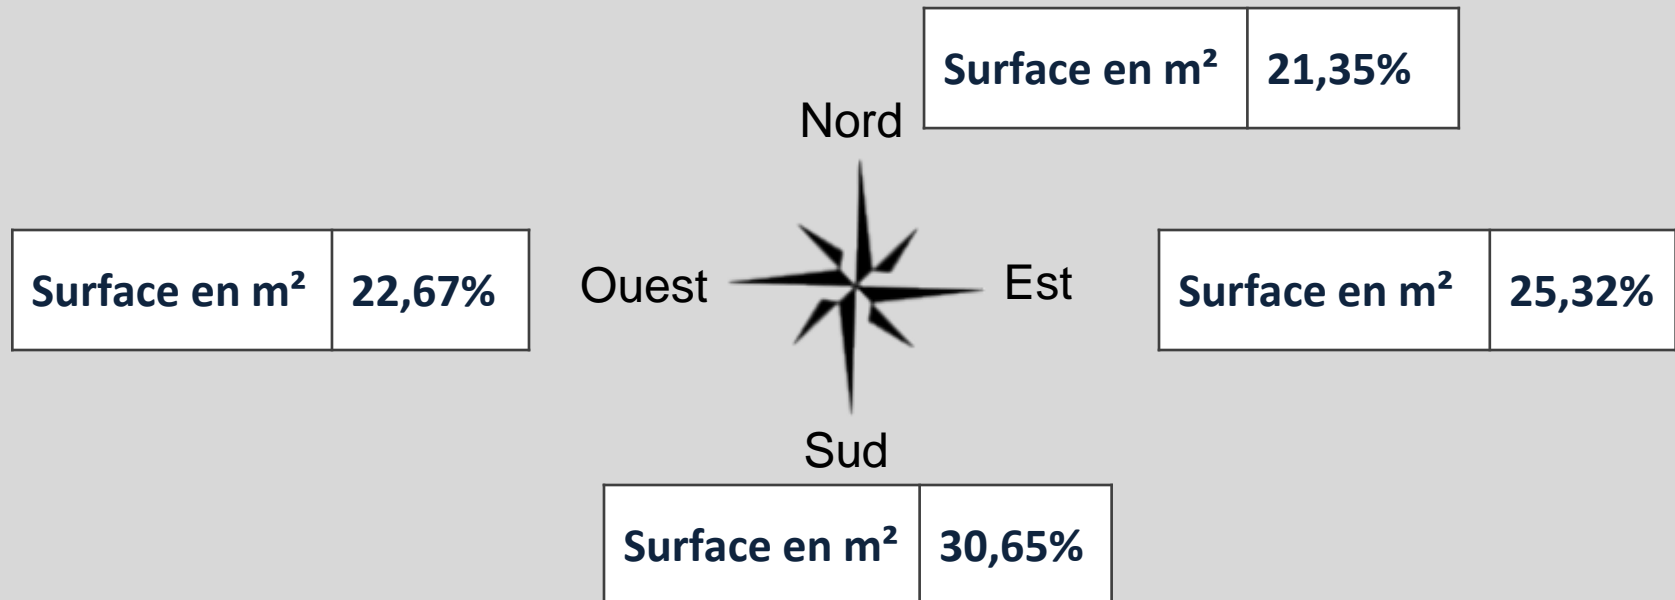 Surface en m² 21,35%
Nord
Surface en m² 22,67%
Ouest
Est
Surface en m² 25,32%
Sud
Surface en m² 30,65%